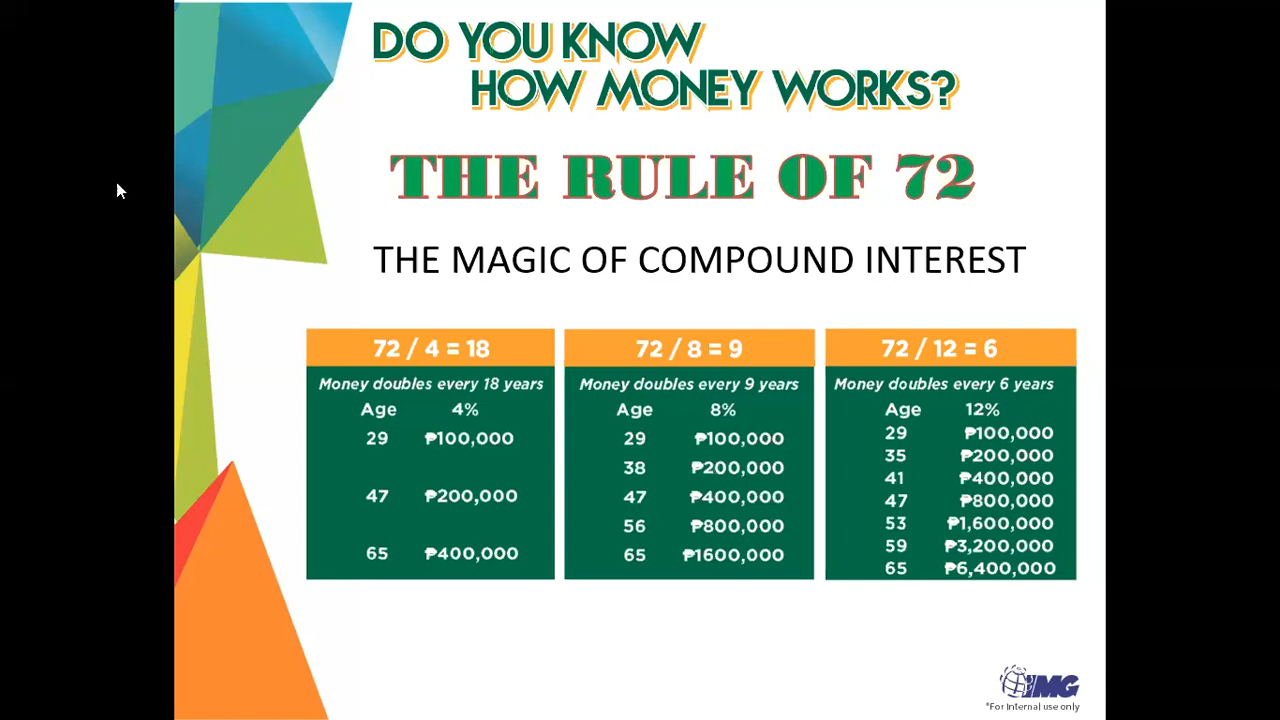 DO YOU KNOW
HOW MONEY WORKS?
THE RULE OF 72
THE MAGIC OF COMPOUND INTEREST
72 / 4 = 18
Money doubles every 18 years
Age 4%
29 ₱100,000
47 ₱200,000
65 ₱400,000
72 / 8 = 9
Money doubles every 9 years
Age 8%
29 ₱100,000
38 ₱200,000
47 ₱400,000
56 ₱800,000
65 ₱1600,000
72 / 12 = 6
Money doubles every 6 years
Age 12%
29 ₱100,000
35 ₱200,000
41 ₱400,000
47 ₱800,000
53 ₱1,600,000
59 ₱3,200,000
65 ₱6,400,000
IMG
*For Internal use only